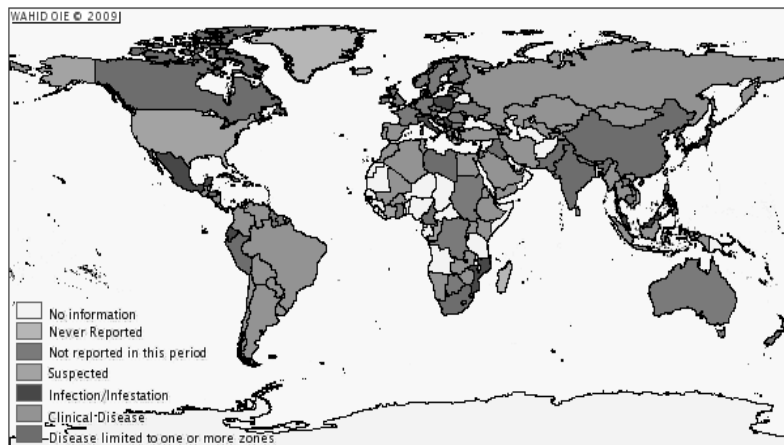 WAHID OIE © 2009
No information
Never Reported
Not reported in this period
Suspected
Infection/Infestation
Clinical Disease
Disease limited to one or more zones